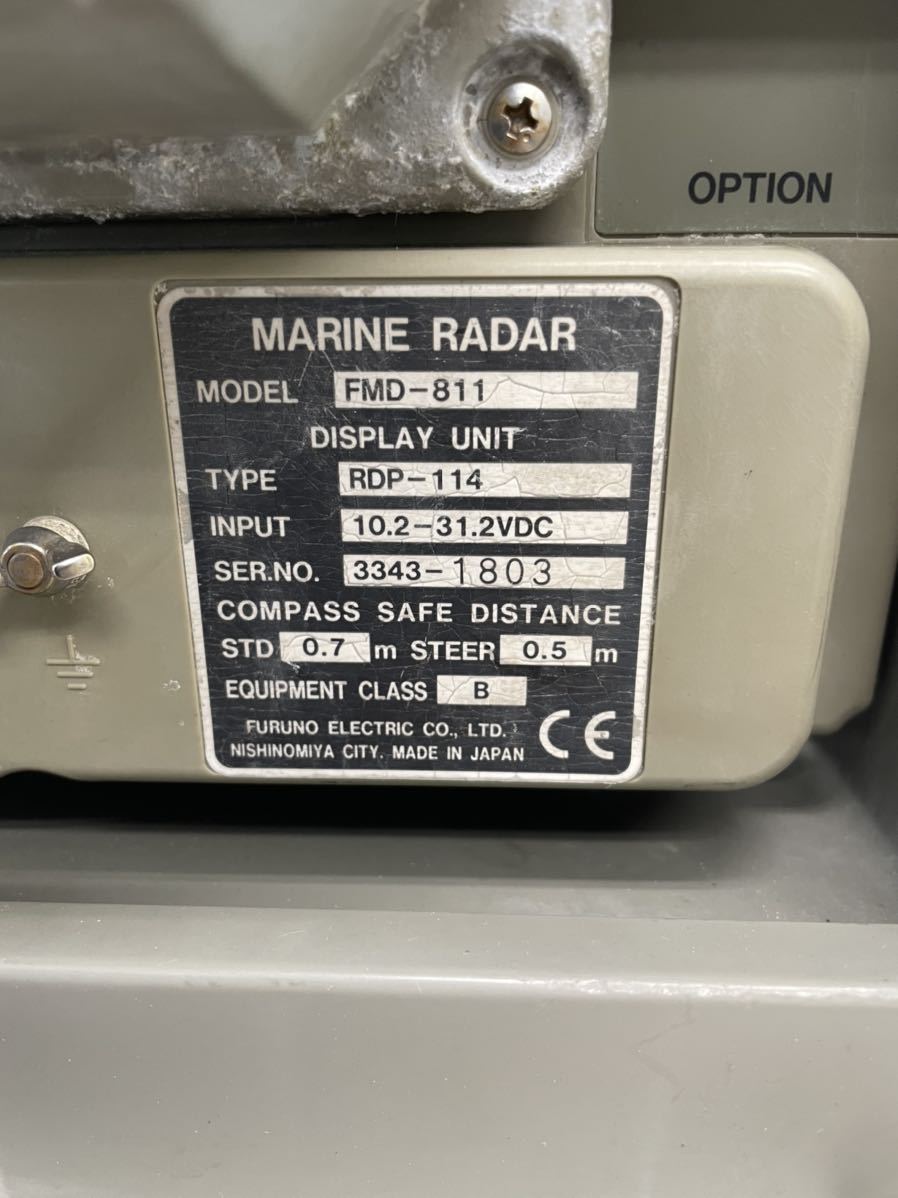 OPTION
MARINE RADAR
MODEL FMD-811
DISPLAY UNIT
TYPE RDP-114
INPUT 10.2-31.2VDC
SER.NO. 3343-1803
COMPASS SAFE DISTANCE
STD 0.7 m STEER 0.5 m
EQUIPMENT CLASS B
FURUNO ELECTRIC CO., LTD.
NISHINOMIYA CITY. MADE IN JAPAN
CE